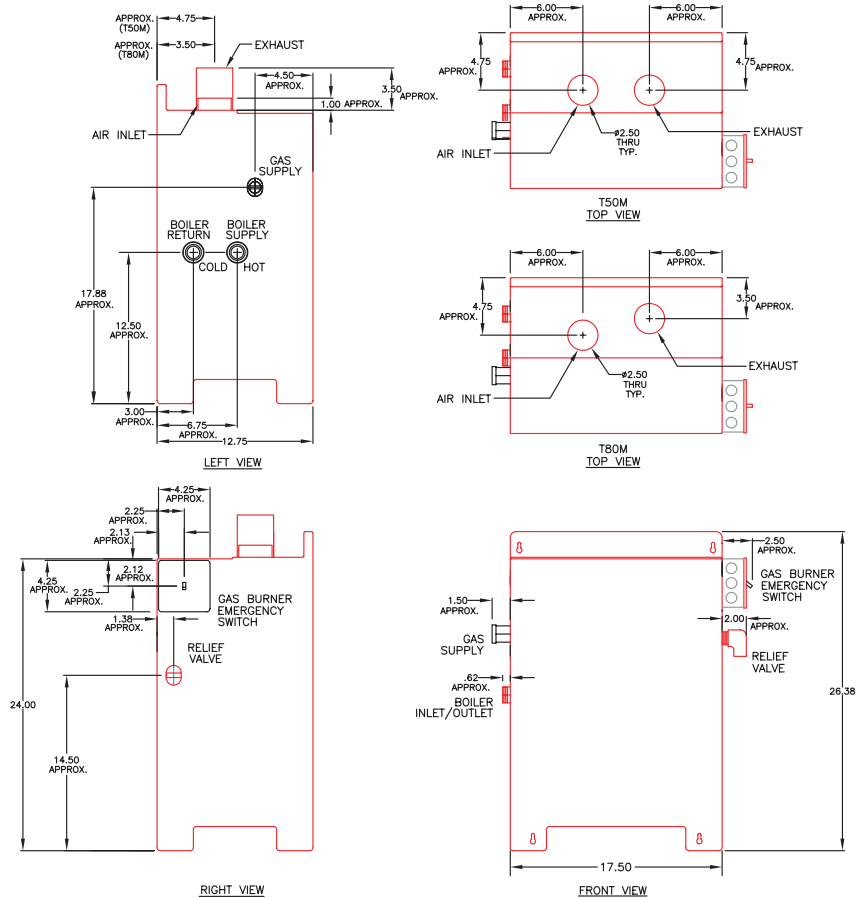 4.75
APPROX.
(T50M)
APPROX.
(T80M)
3.50
EXHAUST
4.50
APPROX.
3.50
APPROX.
1.00 APPROX.
AIR INLET
GAS
SUPPLY
BOILER
RETURN
BOILER
SUPPLY
COLD
HOT
17.88
APPROX.
12.50
APPROX.
3.00
APPROX.
6.75
APPROX.
12.75
LEFT VIEW
6.00
APPROX.
6.00
APPROX.
4.75
APPROX.
4.75
APPROX.
AIR INLET
ø2.50
THRU
TYP.
EXHAUST
T50M
TOP VIEW
6.00
APPROX.
6.00
APPROX.
4.75
APPROX.
3.50
APPROX.
AIR INLET
ø2.50
THRU
TYP.
EXHAUST
T80M
TOP VIEW
4.25
APPROX.
2.25
APPROX.
2.13
APPROX.
4.25
APPROX.
2.12
APPROX.
2.25
APPROX.
GAS BURNER
EMERGENCY
SWITCH
1.38
APPROX.
RELIEF
VALVE
24.00
14.50
APPROX.
RIGHT VIEW
2.50
APPROX.
GAS BURNER
EMERGENCY
SWITCH
1.50
APPROX.
GAS
SUPPLY
2.00
APPROX.
RELIEF
VALVE
.62
APPROX.
BOILER
INLET/OUTLET
26.38
17.50
FRONT VIEW